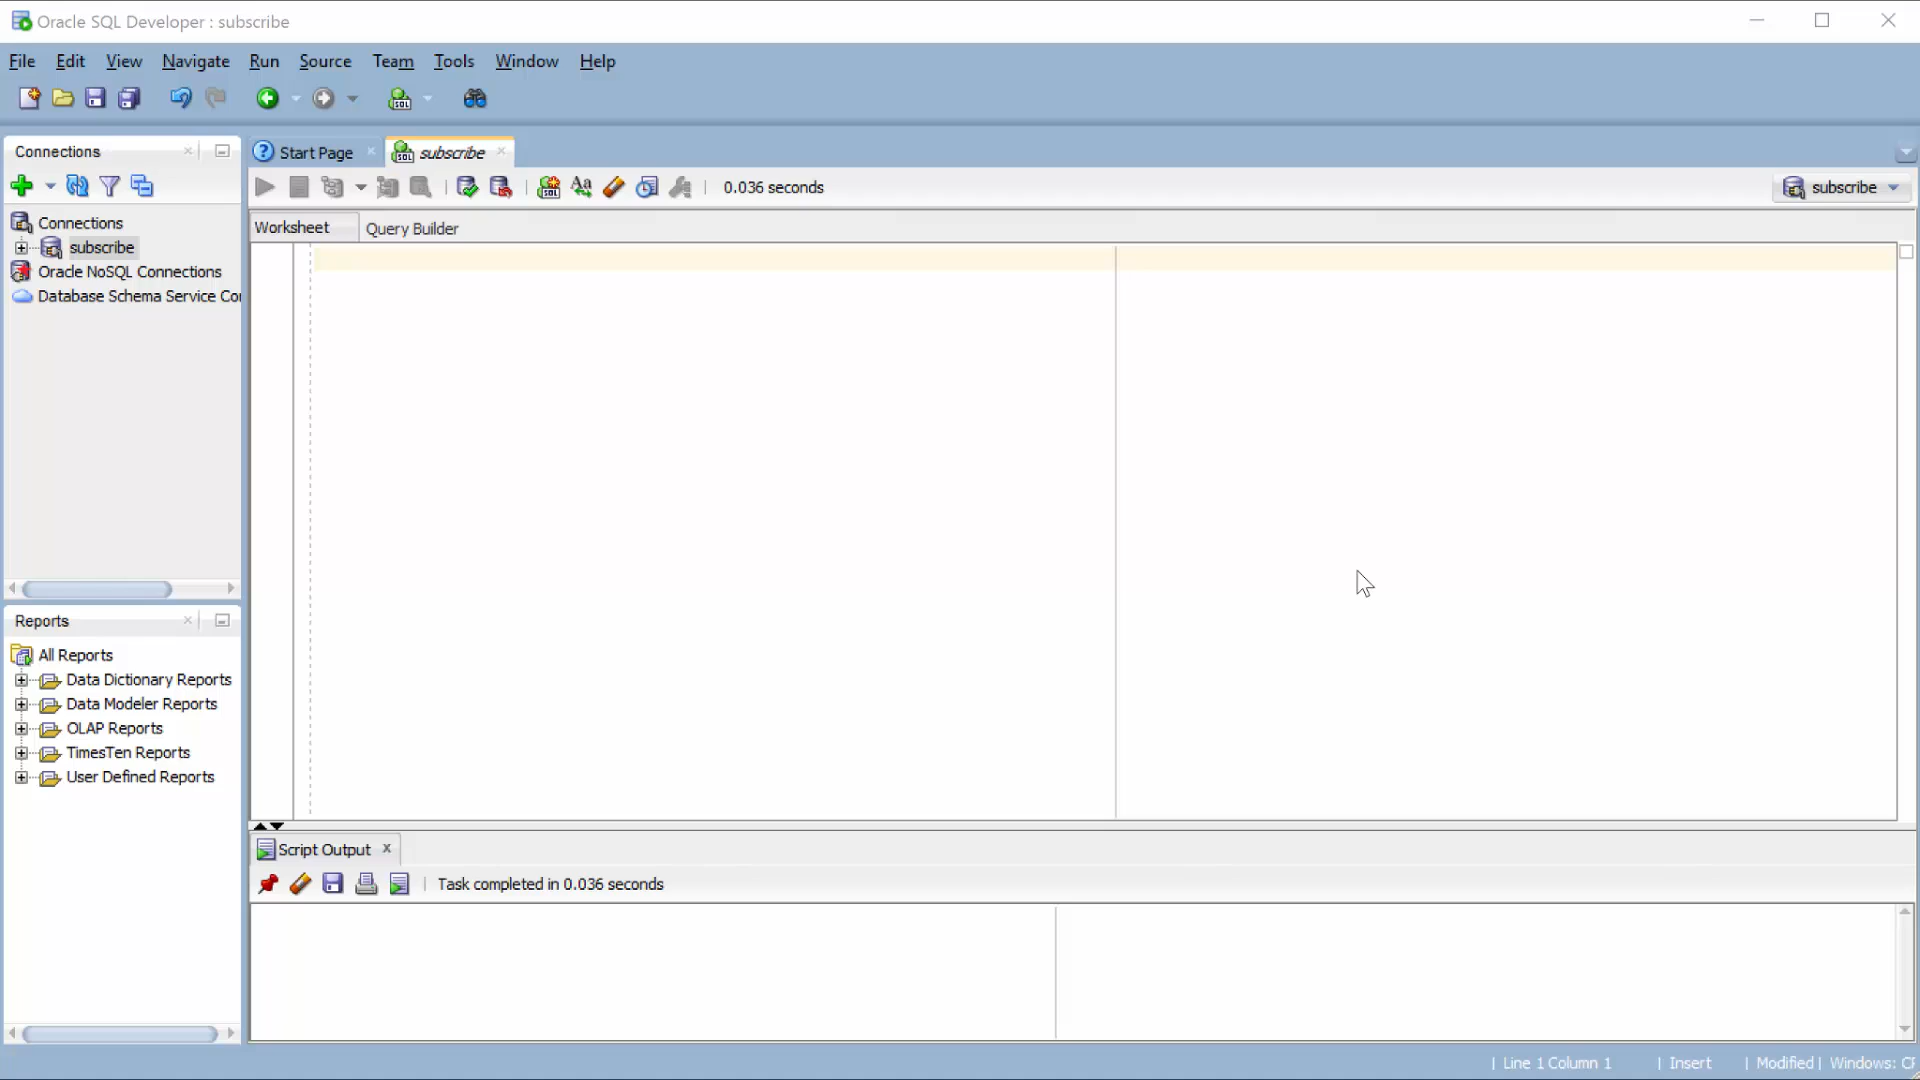 Oracle SQL Developer : subscribe
File Edit View Navigate Run Source Team Tools Window Help
Connections
Start Page
subscribe
0.036 seconds
subscribe
Worksheet
Query Builder
Connections
subscribe
Oracle NoSQL Connections
Database Schema Service Co
Reports
All Reports
Data Dictionary Reports
Data Modeler Reports
OLAP Reports
TimesTen Reports
User Defined Reports
Script Output
Task completed in 0.036 seconds
| Line 1 Column 1 | Insert | Modified | Windows: CR